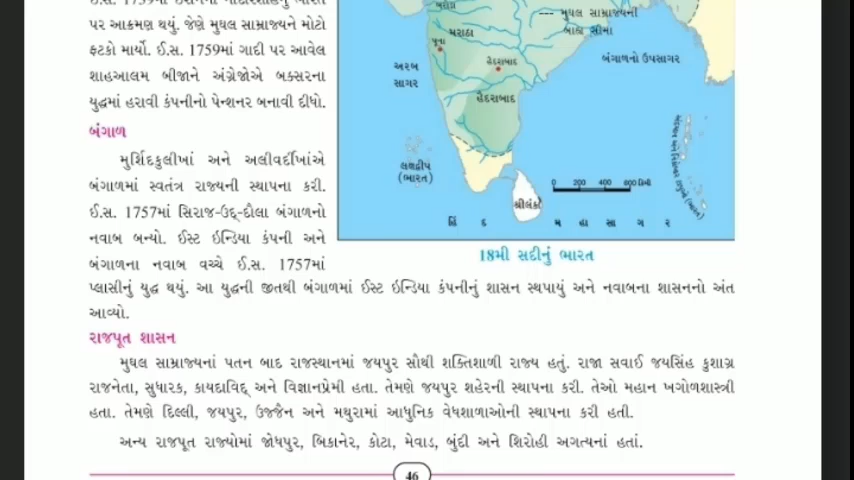 પર આક્રમણ થયું. જેણે મુઘલ સામ્રાજ્યને મોટો
ફટકો માર્યો. ઈ.સ. 1759માં ગાદી પર આવેલ
શાહઆલમ બીજાને અંગ્રેજોએ બક્સરના
યુદ્ધમાં હરાવી કંપનીનો પેન્શનર બનાવી દીધો.
બંગાળ
મુર્શિદકુલીખાં અને અલીવર્દીખાંએ
બંગાળમાં સ્વતંત્ર રાજ્યની સ્થાપના કરી.
ઈ.સ. 1757માં સિરાજ-ઉદ્-દૌલા બંગાળનો
નવાબ બન્યો. ઈસ્ટ ઇન્ડિયા કંપની અને
બંગાળના નવાબ વચ્ચે ઈ.સ. 1757માં
પ્લાસીનું યુદ્ધ થયું. આ યુદ્ધની જીતથી બંગાળમાં ઈસ્ટ ઇન્ડિયા કંપનીનું શાસન સ્થપાયું અને નવાબના શાસનનો અંત
આવ્યો.
ભરૂચ
મુઘલ સામ્રાજ્યની
બાહ્ય સીમા
મરાઠા
પૂના
અરબ
સાગર
હૈદરાબાદ
બંગાળનો ઉપસાગર
હૈદરાબાદ
લક્ષદ્વીપ
(ભારત)
0 200 400 600 કિમી
શ્રીલંકા
હિં દ મ હા સા ગ ર
18મી સદીનું ભારત
રાજપૂત શાસન
મુઘલ સામ્રાજ્યનાં પતન બાદ રાજસ્થાનમાં જયપુર સૌથી શક્તિશાળી રાજ્ય હતું. રાજા સવાઈ જયસિંહ કુશાગ્ર
રાજનેતા, સુધારક, કાયદાવિદ્ અને વિજ્ઞાનપ્રેમી હતા. તેમણે જયપુર શહેરની સ્થાપના કરી. તેઓ મહાન ખગોળશાસ્ત્રી
હતા. તેમણે દિલ્લી, જયપુર, ઉજ્જૈન અને મથુરામાં આધુનિક વેધશાળાઓની સ્થાપના કરી હતી.
અન્ય રાજપૂત રાજ્યોમાં જોધપુર, બિકાનેર, કોટા, મેવાડ, બુંદી અને શિરોહી અગત્યનાં હતાં.
46